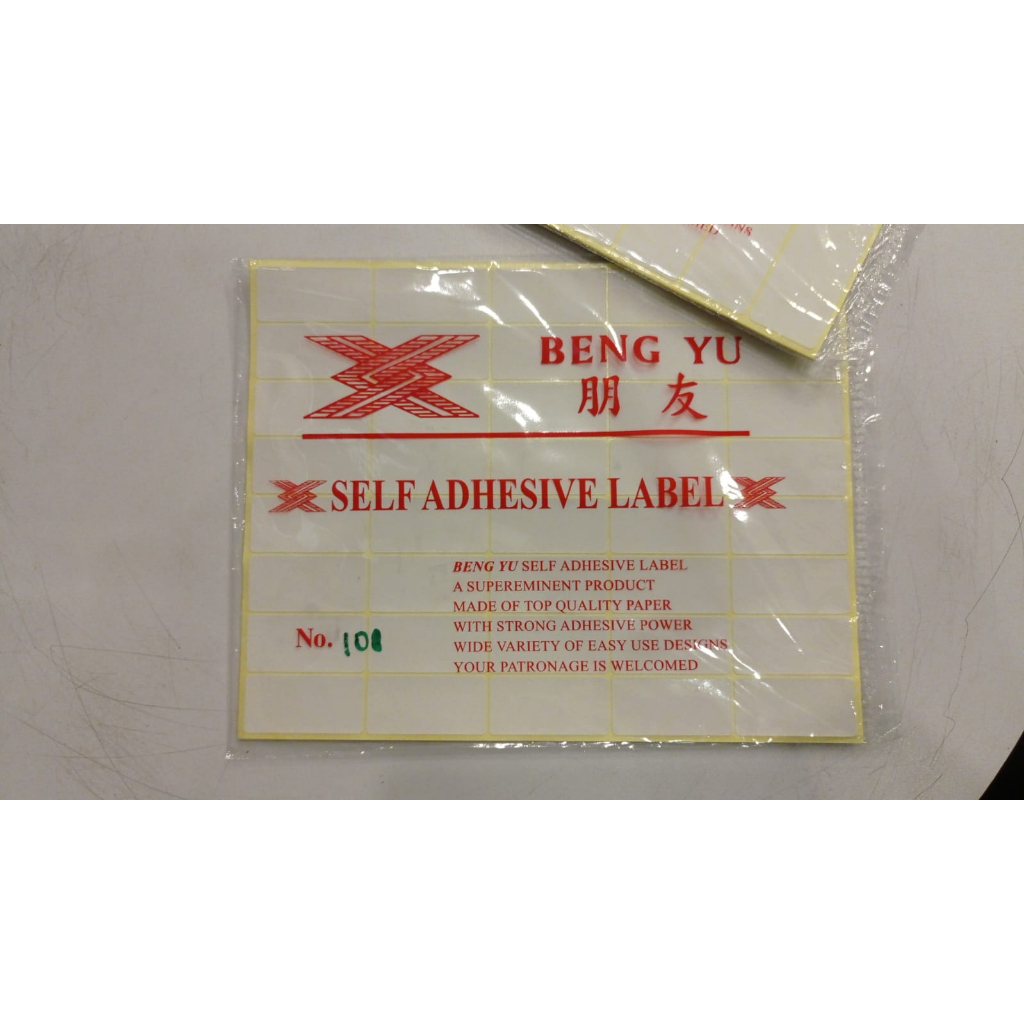 BENG YU
朋友
SELF ADHESIVE LABEL
BENG YU SELF ADHESIVE LABEL
A SUPEREMINENT PRODUCT
MADE OF TOP QUALITY PAPER
WITH STRONG ADHESIVE POWER
WIDE VARIETY OF EASY USE DESIGNS
YOUR PATRONAGE IS WELCOMED
No. 108